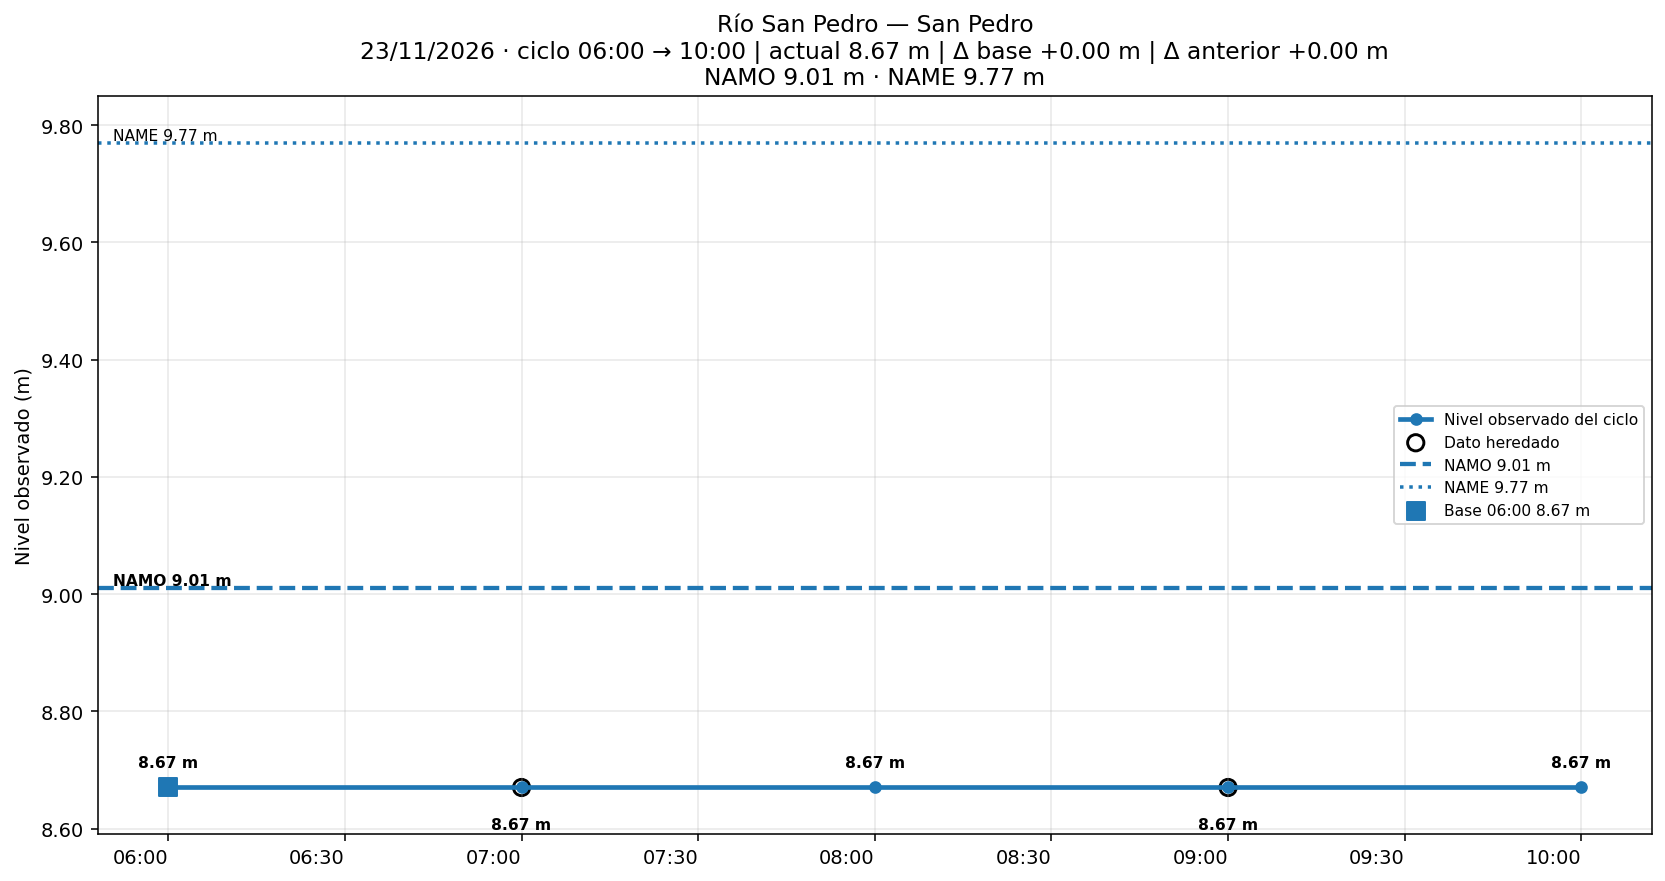 Río San Pedro — San Pedro
23/11/2026 · ciclo 06:00 → 10:00 | actual 8.67 m | Δ base +0.00 m | Δ anterior +0.00 m
NAMO 9.01 m · NAME 9.77 m
Nivel observado (m)
9.80
9.60
9.40
9.20
9.00
8.80
8.60
NAME 9.77 m
NAMO 9.01 m
Nivel observado del ciclo
Dato heredado
NAMO 9.01 m
NAME 9.77 m
Base 06:00 8.67 m
8.67 m
8.67 m
8.67 m
8.67 m
8.67 m
06:00
06:30
07:00
07:30
08:00
08:30
09:00
09:30
10:00